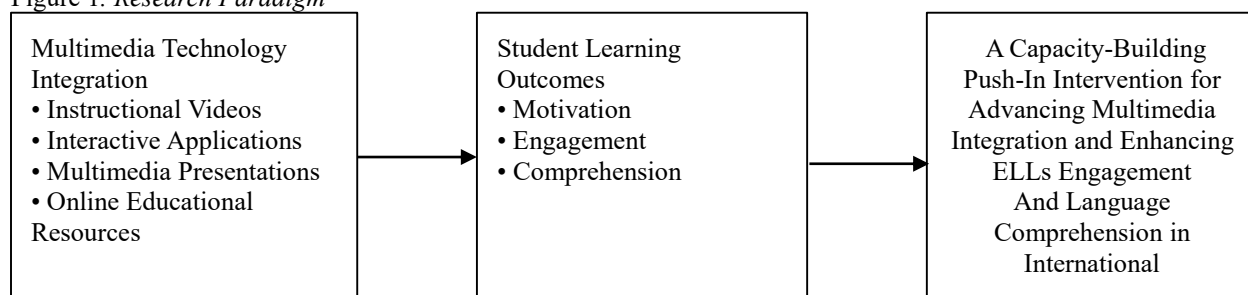 Figure 1. Research Paradigm
Multimedia Technology
Integration
• Instructional Videos
• Interactive Applications
• Multimedia Presentations
• Online Educational
Resources
Student Learning
Outcomes
• Motivation
• Engagement
• Comprehension
A Capacity-Building
Push-In Intervention for
Advancing Multimedia
Integration and Enhancing
ELLs Engagement
And Language
Comprehension in
International